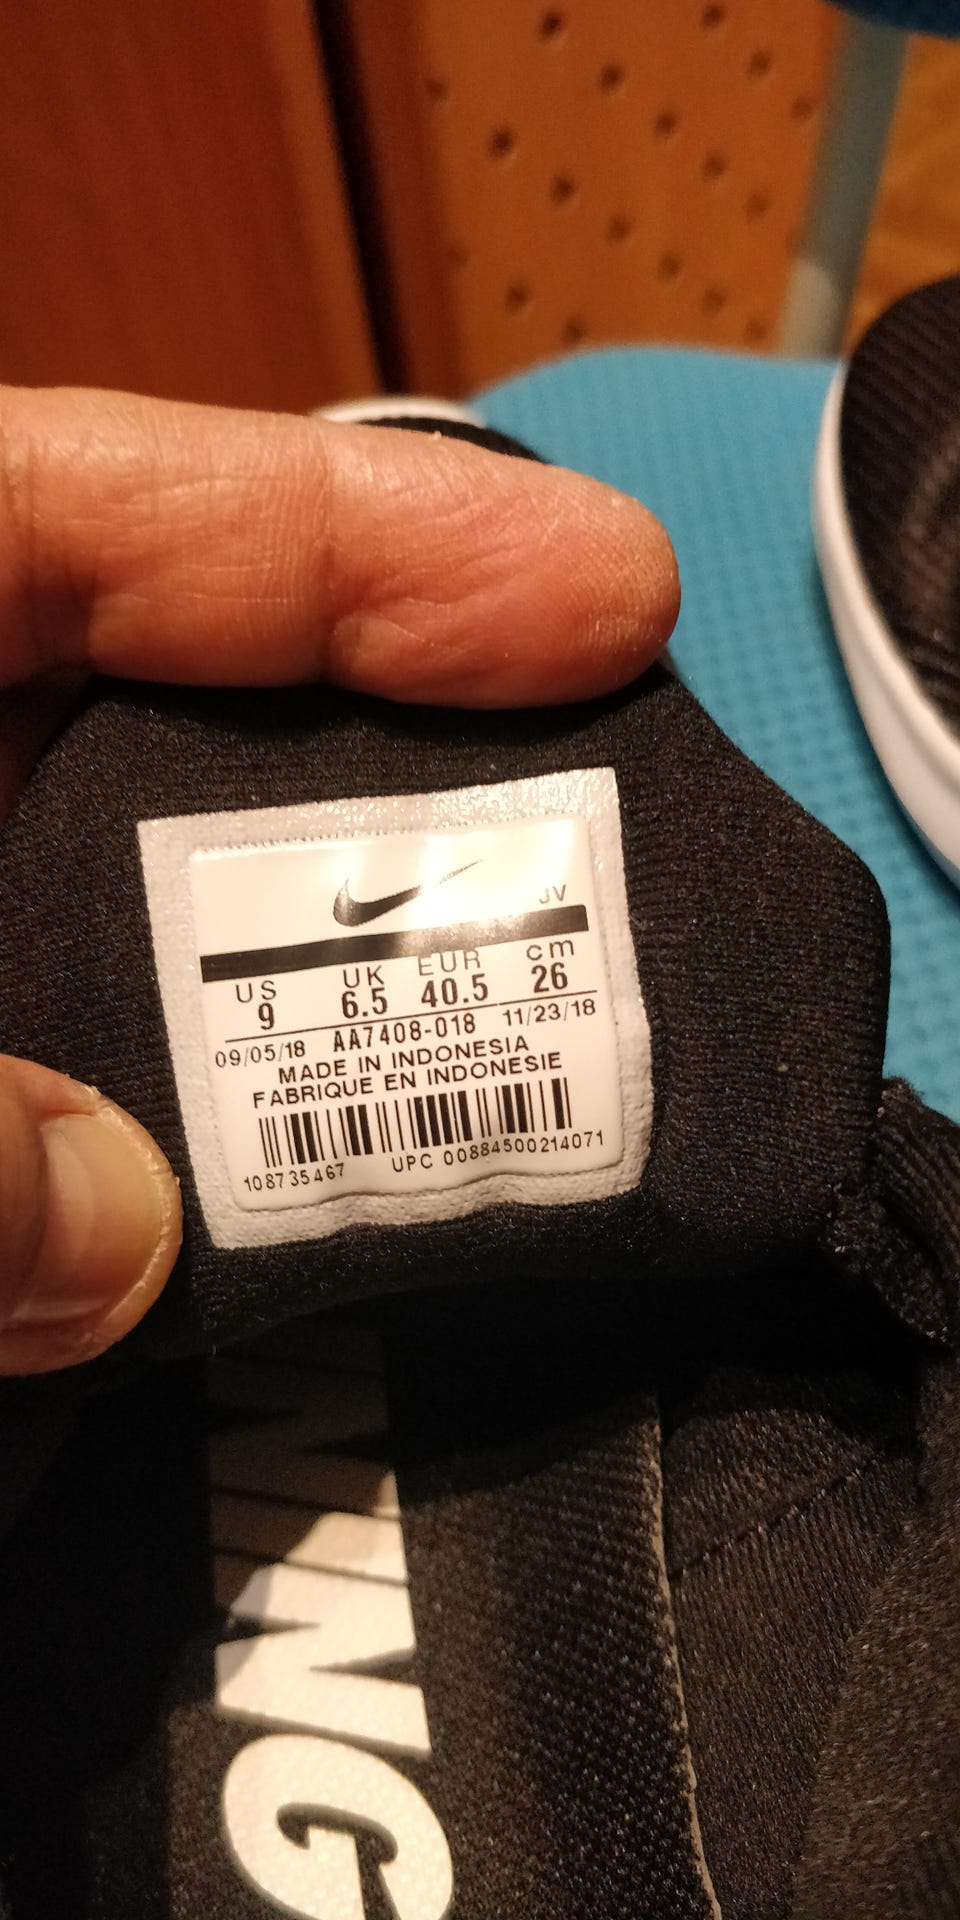 JV
US UK EUR cm
9 6.5 40.5 26
09/05/18 AA7408-018 11/23/18
MADE IN INDONESIA
FABRIQUE EN INDONESIE
108735467 UPC 00884500214071
NG